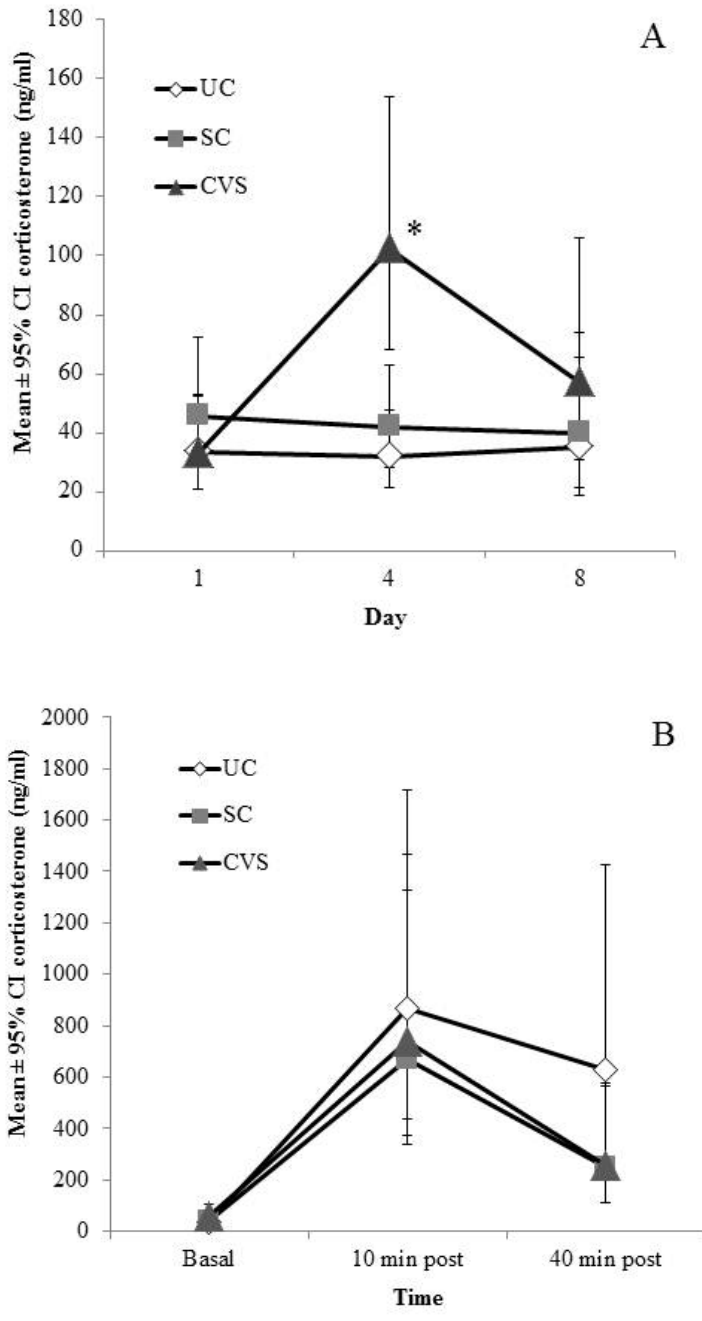 A
UC
SC
CVS
*
180
160
140
120
100
80
60
40
20
0
Mean± 95% CI corticosterone (ng/ml)
1 4 8
Day
B
UC
SC
CVS
2000
1800
1600
1400
1200
1000
800
600
400
200
0
Mean± 95% CI corticosterone (ng/ml)
Basal 10 min post 40 min post
Time